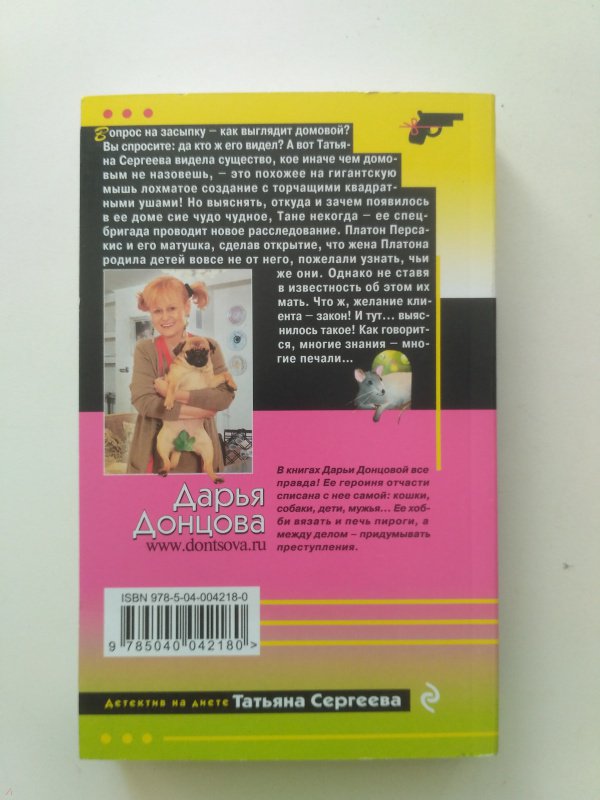 Вопрос на засыпку – как выглядит домовой?
Вы спросите: да кто ж его видел? А вот Татья-
на Сергеева видела существо, кое иначе чем домо-
вым не назовешь, – это похожее на гигантскую
мышь лохматое создание с торчащими квадрат-
ными ушами! Но выяснять, откуда и зачем появилось
в ее доме сие чудо чудное, Тане некогда – ее спец-
бригада проводит новое расследование. Платон Перса-
кис и его матушка, сделав открытие, что жена Платона
родила детей вовсе не от него, пожелали узнать, чьи
же они. Однако не ставя
в известность об этом их
мать. Что ж, желание кли-
ента – закон! И тут... выяс-
нилось такое! Как говорит-
ся, многие знания – мно-
гие печали...
В книгах Дарьи Донцовой все
правда! Ее героиня отчасти
списана с нее самой: кошки,
собаки, дети, мужья... Ее хоб-
би вязать и печь пироги, а
между делом – придумывать
преступления.
Дарья
Донцова
www.dontsova.ru
ISBN 978-5-04-004218-0
9 785040 042180 >
Детектив на диете Татьяна Сергеева